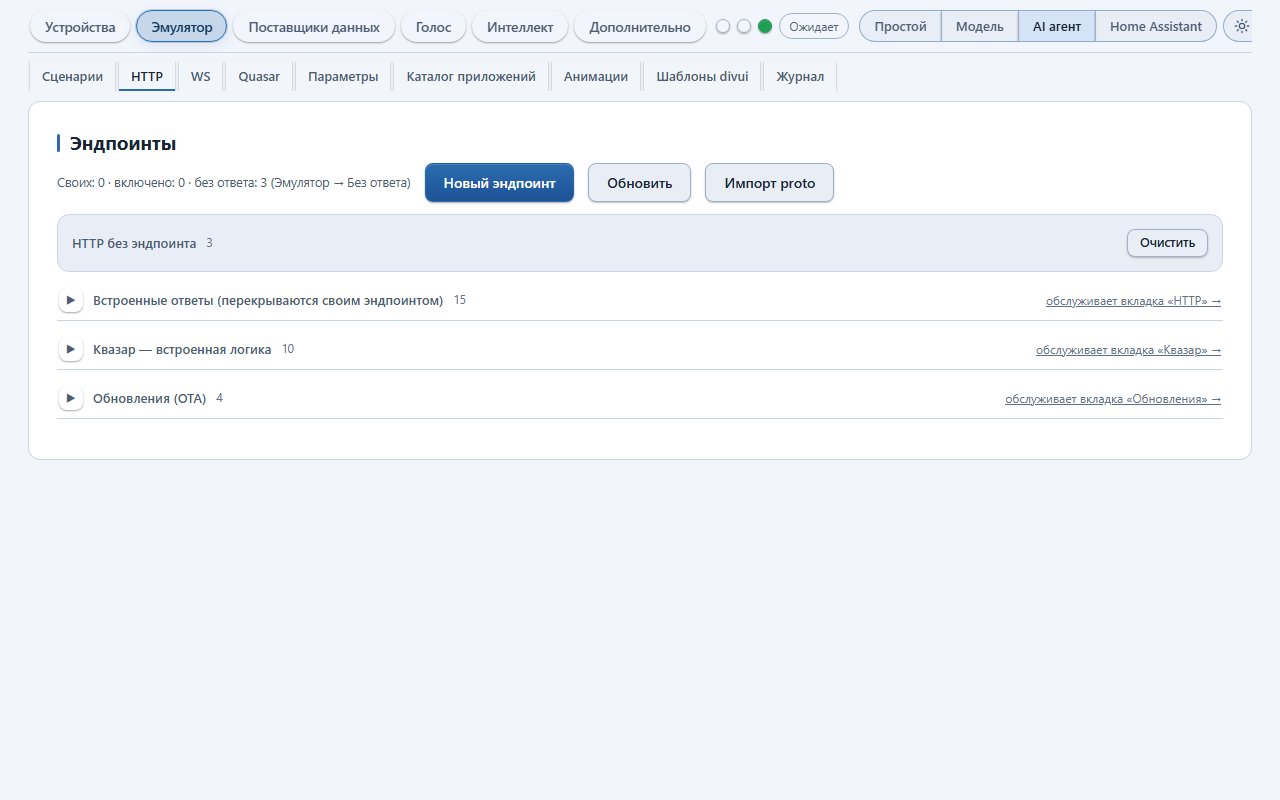 Устройства Эмулятор Поставщики данных Голос Интеллект Дополнительно Ожидает Простой Модель AI агент Home Assistant
Сценарии HTTP WS Quasar Параметры Каталог приложений Анимации Шаблоны divui Журнал
Эндпоинты
Своих: 0 · включено: 0 · без ответа: 3 (Эмулятор → Без ответа) Новый эндпоинт Обновить Импорт proto
HTTP без эндпоинта 3 Очистить
Встроенные ответы (перекрываются своим эндпоинтом) 15 обслуживает вкладка «HTTP» →
Квазар — встроенная логика 10 обслуживает вкладка «Квазар» →
Обновления (OTA) 4 обслуживает вкладка «Обновления» →